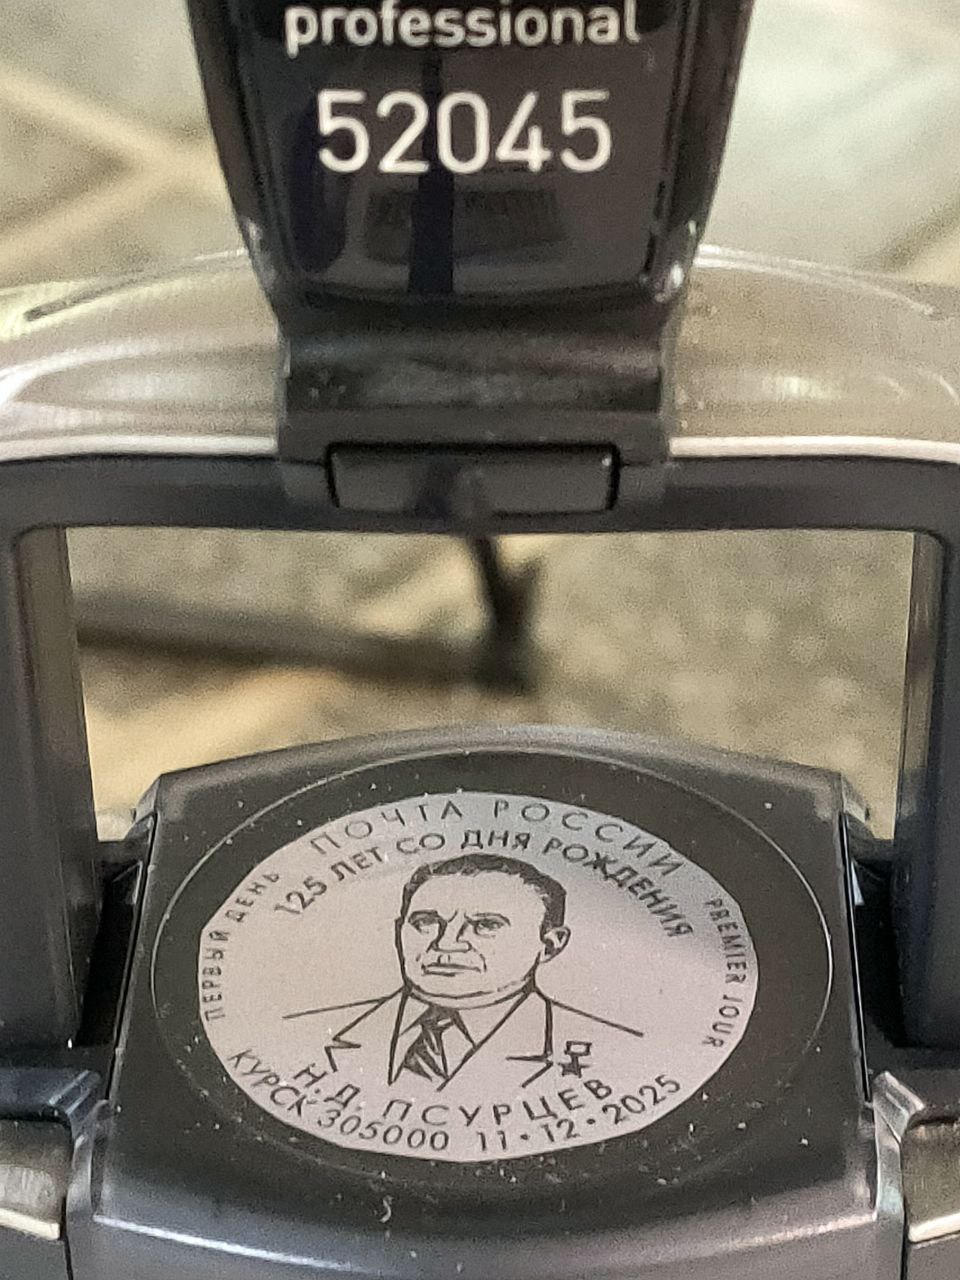 professional
52045
ПОЧТА РОССИИ
125 ЛЕТ СО ДНЯ РОЖДЕНИЯ
ПЕРВЫЙ ДЕНЬ
PREMIER JOUR
Н.Д. ПСУРЦЕВ
КУРСК 305000 11·12·2025